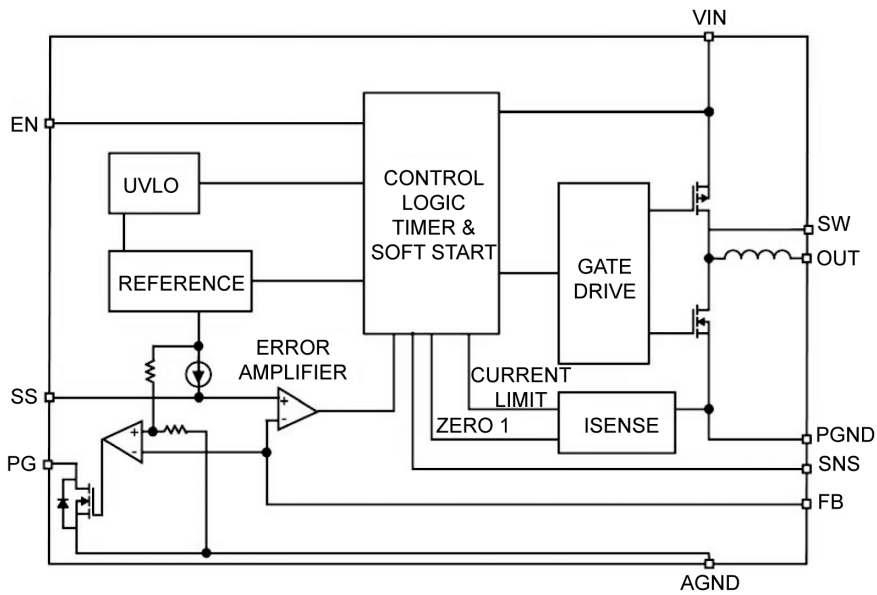 VIN
EN
UVLO
CONTROL
LOGIC
TIMER &
SOFT START
SW
OUT
REFERENCE
GATE
DRIVE
ERROR
AMPLIFIER
SS
+
-
CURRENT
LIMIT
ZERO 1
ISENSE
+
-
PGND
PG
SNS
FB
AGND